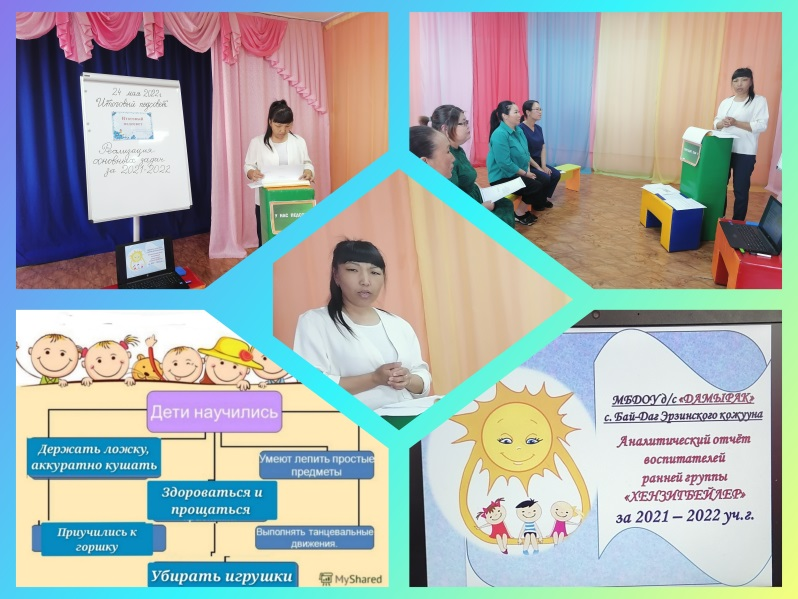 24 мая 2022г
Итоговый педсовет
Реализация
основных задач
за 2021-2022
Дети научились
Держать ложку,
аккуратно кушать
Умеют лепить простые
предметы
Здороваться и
прощаться
Приучились к
горшку
Выполнять танцевальные
движения.
Убирать игрушки
MyShared
МБДОУ д/с «ДАМЫРАК»
с. Бай-Даг Эрзинского кожууна
Аналитический отчёт
воспитателей
ранней группы
«ХЕНЗИГБЕЙЛЕР»
за 2021 – 2022 уч.г.